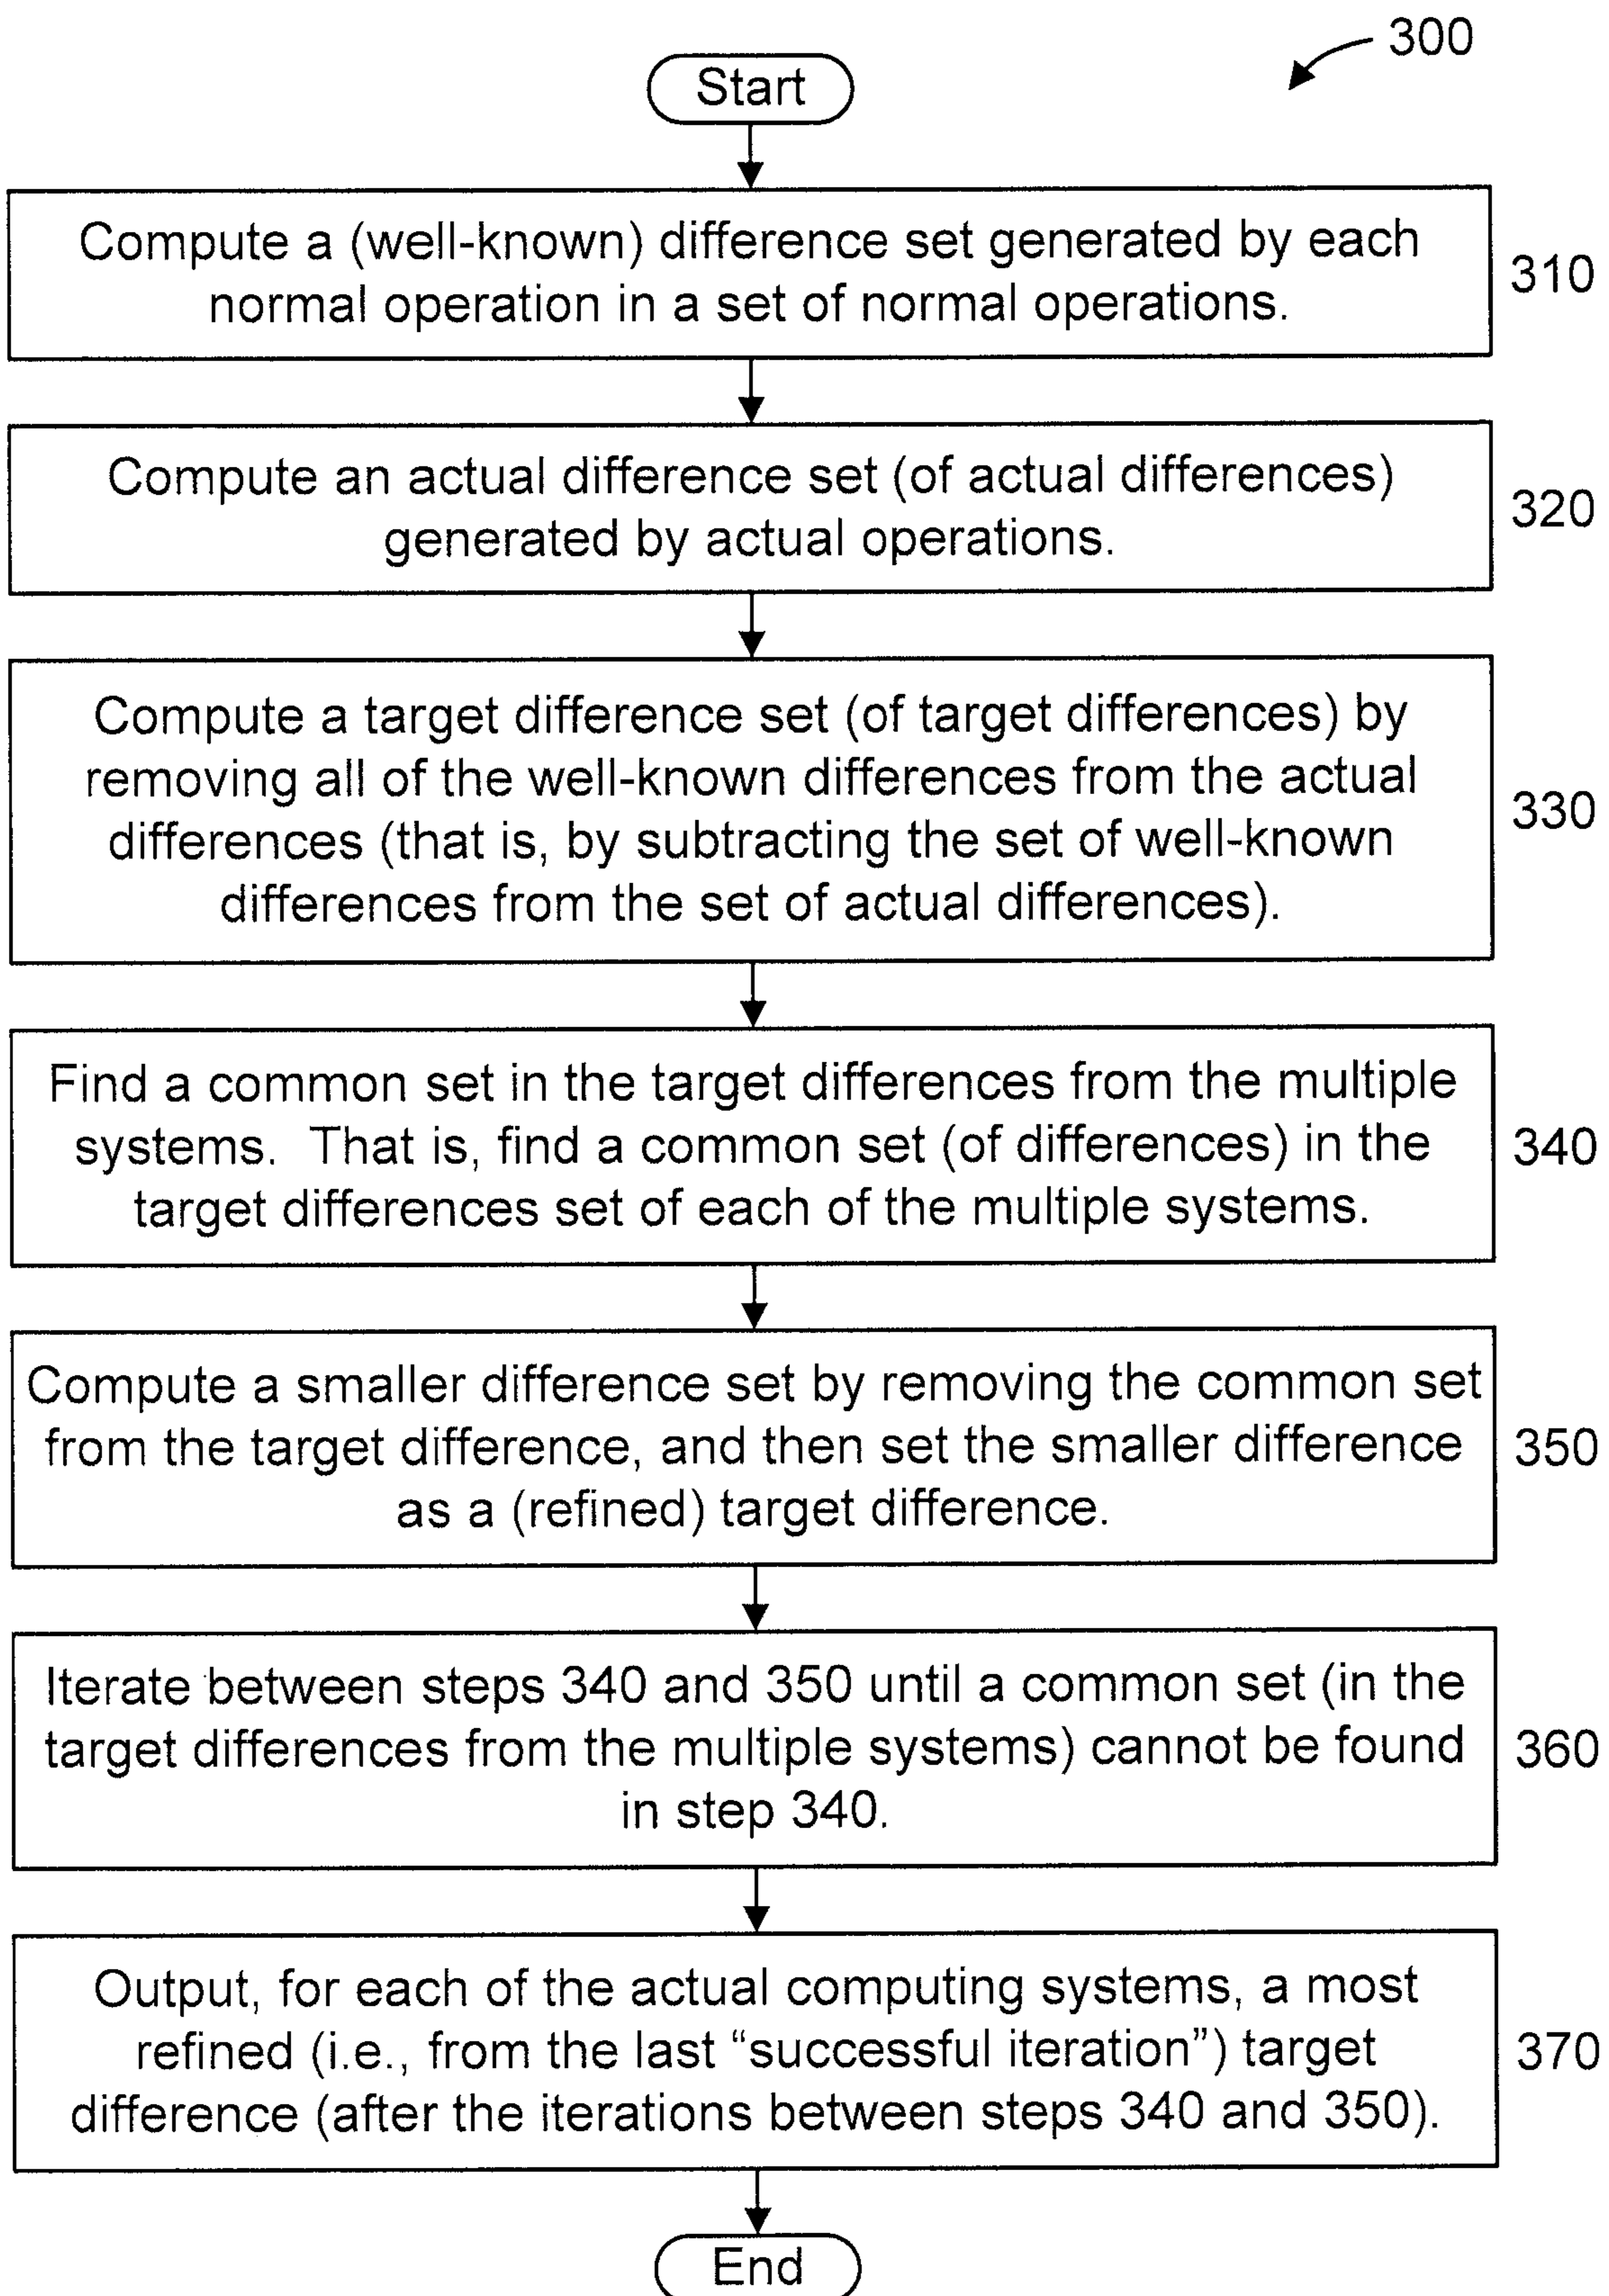 300
Start
Compute a (well-known) difference set generated by each
normal operation in a set of normal operations.
310
Compute an actual difference set (of actual differences)
generated by actual operations.
320
Compute a target difference set (of target differences) by
removing all of the well-known differences from the actual
differences (that is, by subtracting the set of well-known
differences from the set of actual differences).
330
Find a common set in the target differences from the multiple
systems. That is, find a common set (of differences) in the
target differences set of each of the multiple systems.
340
Compute a smaller difference set by removing the common set
from the target difference, and then set the smaller difference
as a (refined) target difference.
350
Iterate between steps 340 and 350 until a common set (in the
target differences from the multiple systems) cannot be found
in step 340.
360
Output, for each of the actual computing systems, a most
refined (i.e., from the last “successful iteration”) target
difference (after the iterations between steps 340 and 350).
370
End